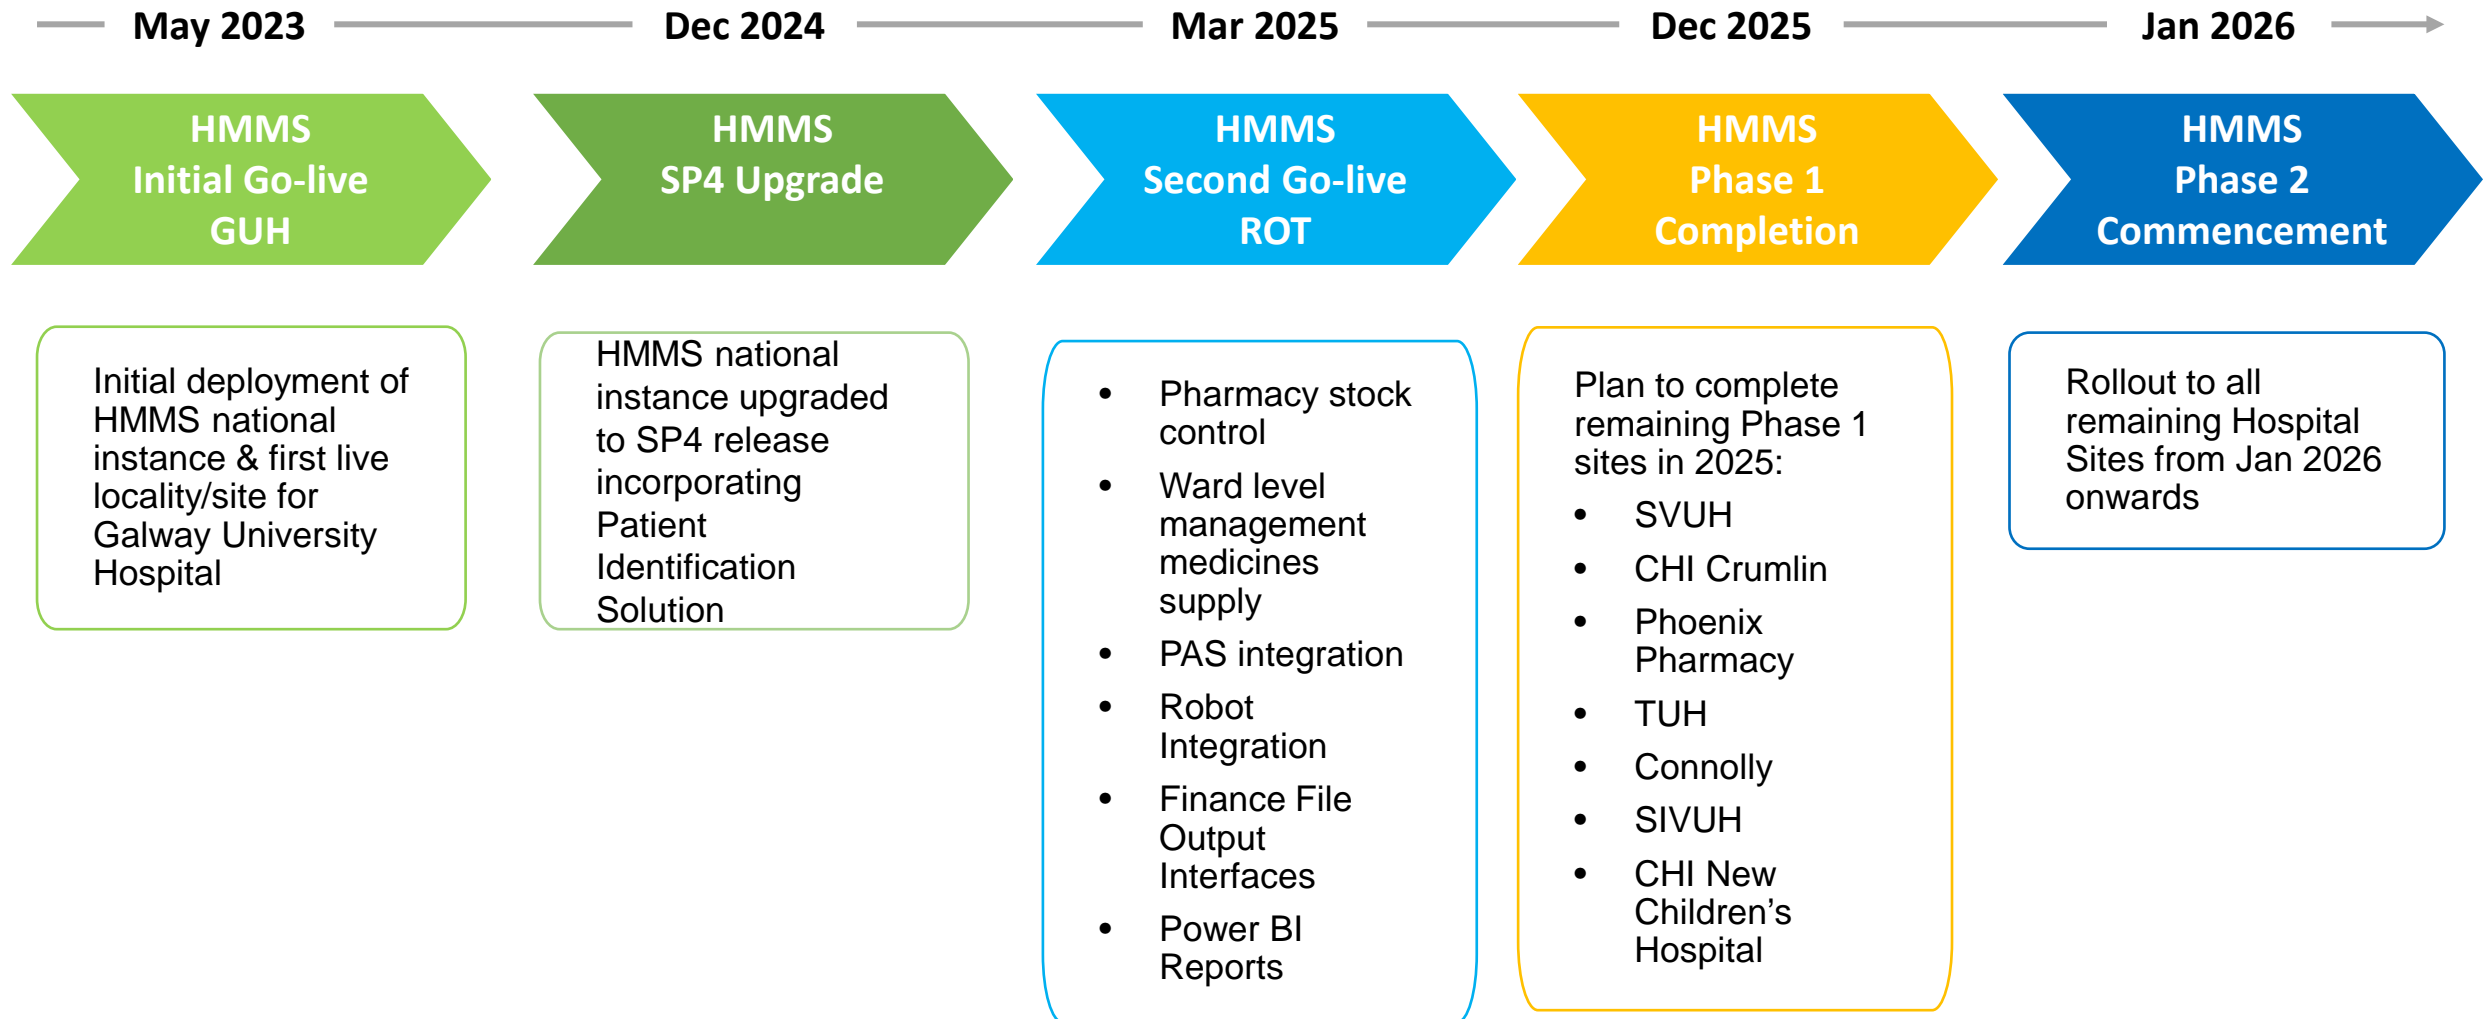 May 2023
Dec 2024
Mar 2025
Dec 2025
Jan 2026
HMMS
Initial Go-live
GUH
HMMS
SP4 Upgrade
HMMS
Second Go-live
ROT
HMMS
Phase 1
Completion
HMMS
Phase 2
Commencement
Initial deployment of
HMMS national
instance & first live
locality/site for
Galway University
Hospital
HMMS national
instance upgraded
to SP4 release
incorporating
Patient
Identification
Solution
• Pharmacy stock
control
• Ward level
management
medicines
supply
• PAS integration
• Robot
Integration
• Finance File
Output
Interfaces
• Power BI
Reports
Plan to complete
remaining Phase 1
sites in 2025:
• SVUH
• CHI Crumlin
• Phoenix
Pharmacy
• TUH
• Connolly
• SIVUH
• CHI New
Children’s
Hospital
Rollout to all
remaining Hospital
Sites from Jan 2026
onwards